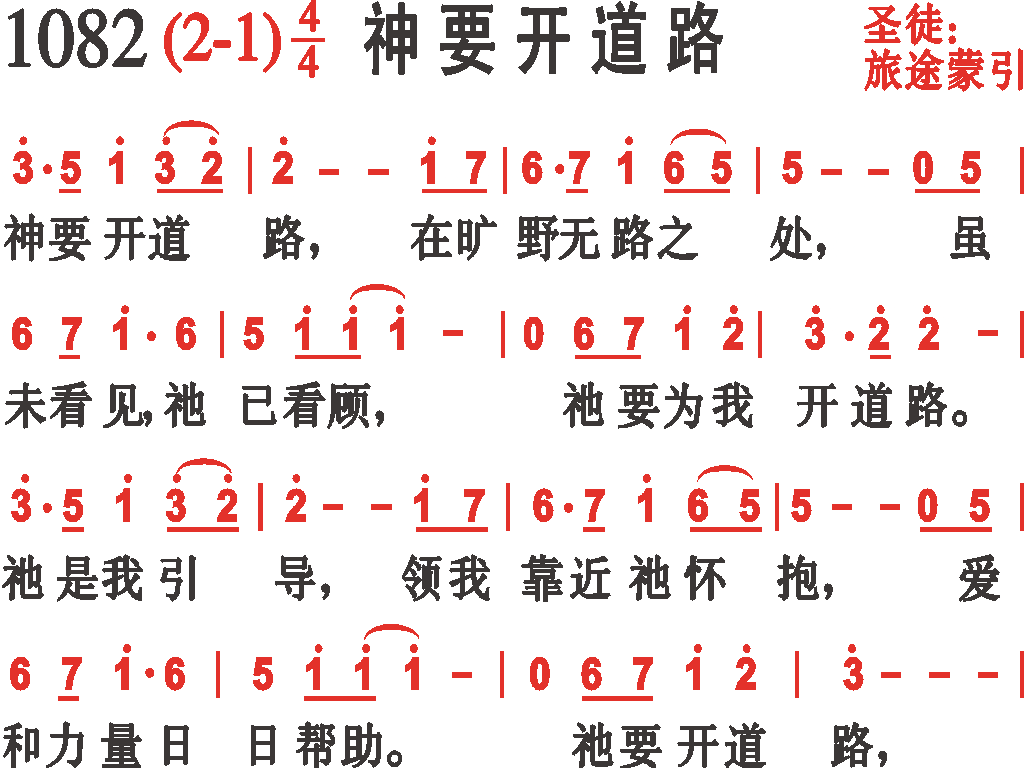 1082 (2-1) 4/4 神要开道路 圣徒：
旅途蒙引
3·5 1 3 2 | 2 - - 1 7 | 6·7 1 6 5 | 5 - - 0 5 |
神要开道 路， 在旷野无路之 处， 虽
6 7 1·6 | 5 1 1 1 - | 0 6 7 1 2 | 3·2 2 - |
未看见，祂 已看顾， 祂要为我 开道路。
3·5 1 3 2 | 2 - - 1 7 | 6·7 1 6 5 | 5 - - 0 5 |
祂是我引 导， 领我靠近祂怀 抱， 爱
6 7 1·6 | 5 1 1 1 - | 0 6 7 1 2 | 3 - - - |
和力量日 日帮助。 祂要开道 路，